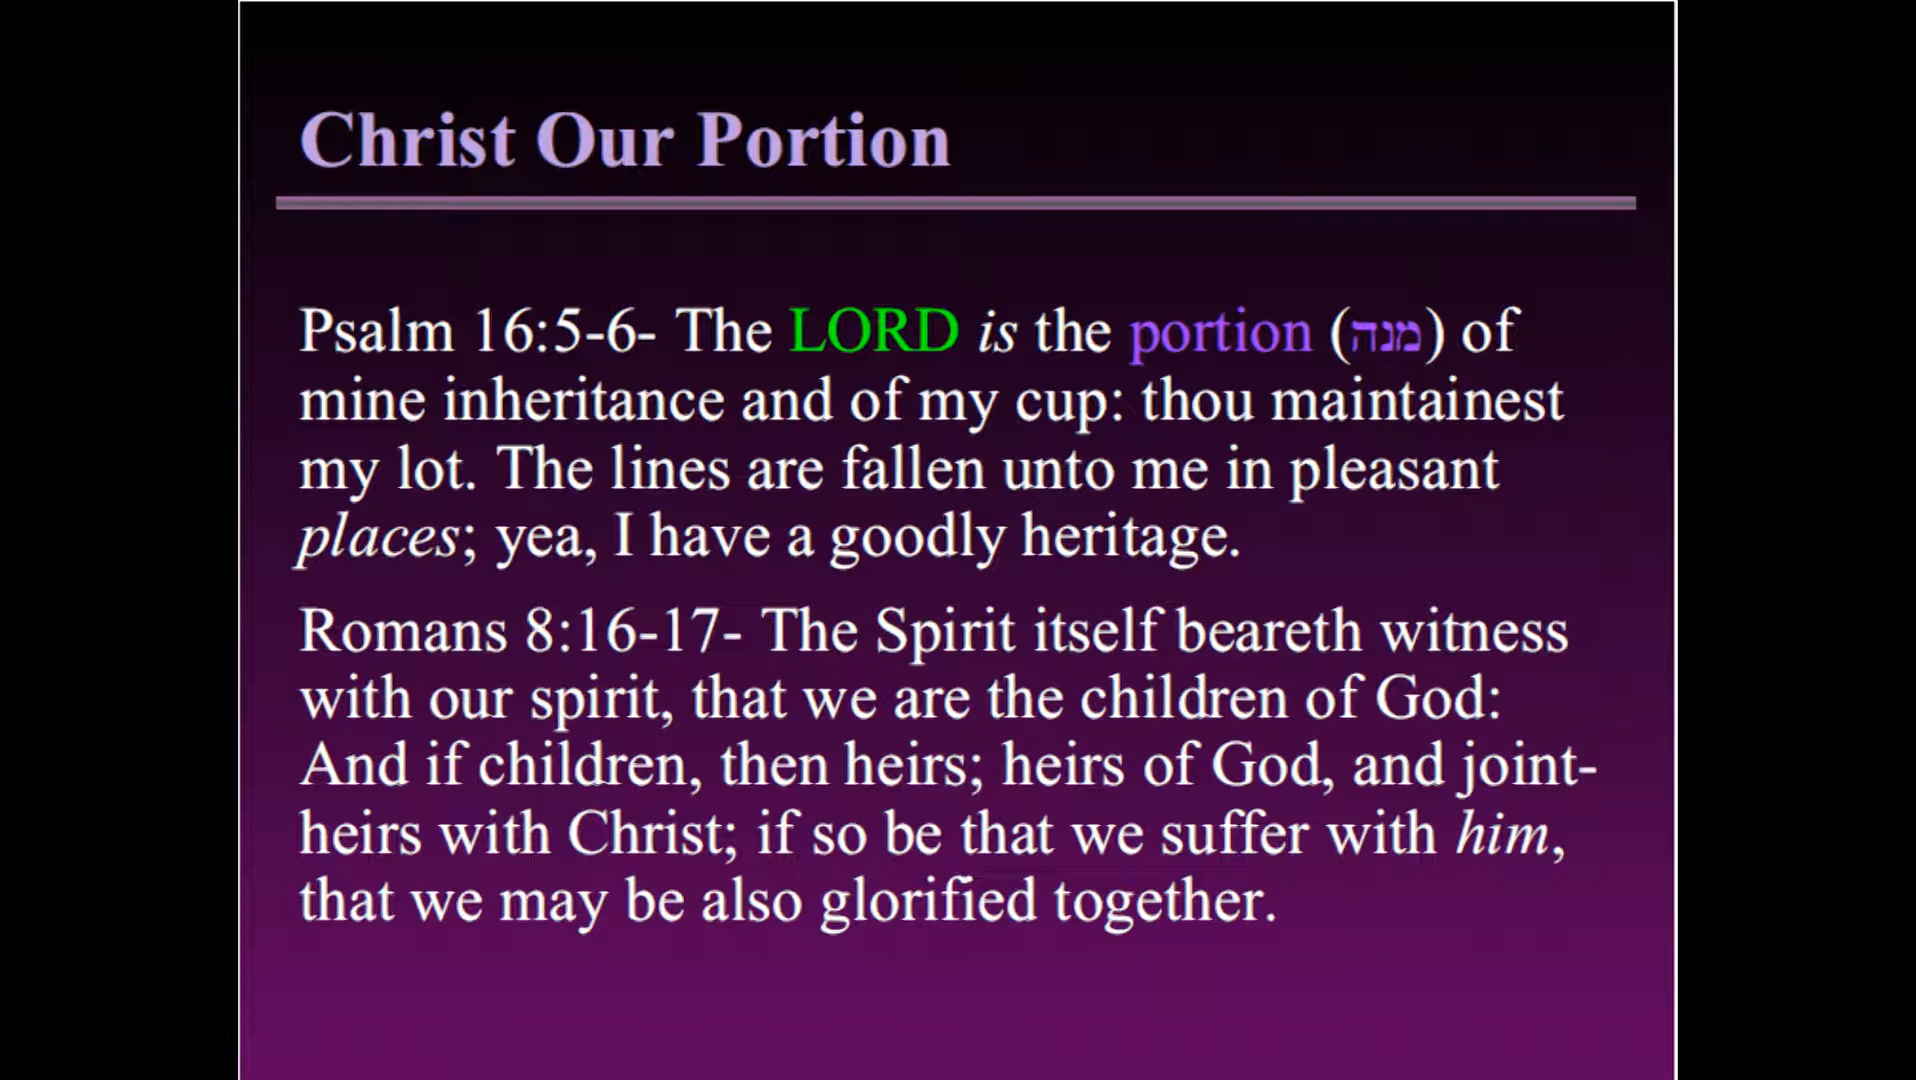 Christ Our Portion
Psalm 16:5-6- The LORD is the portion (מנה) of
mine inheritance and of my cup: thou maintainest
my lot. The lines are fallen unto me in pleasant
places; yea, I have a goodly heritage.
Romans 8:16-17- The Spirit itself beareth witness
with our spirit, that we are the children of God:
And if children, then heirs; heirs of God, and joint-
heirs with Christ; if so be that we suffer with him,
that we may be also glorified together.